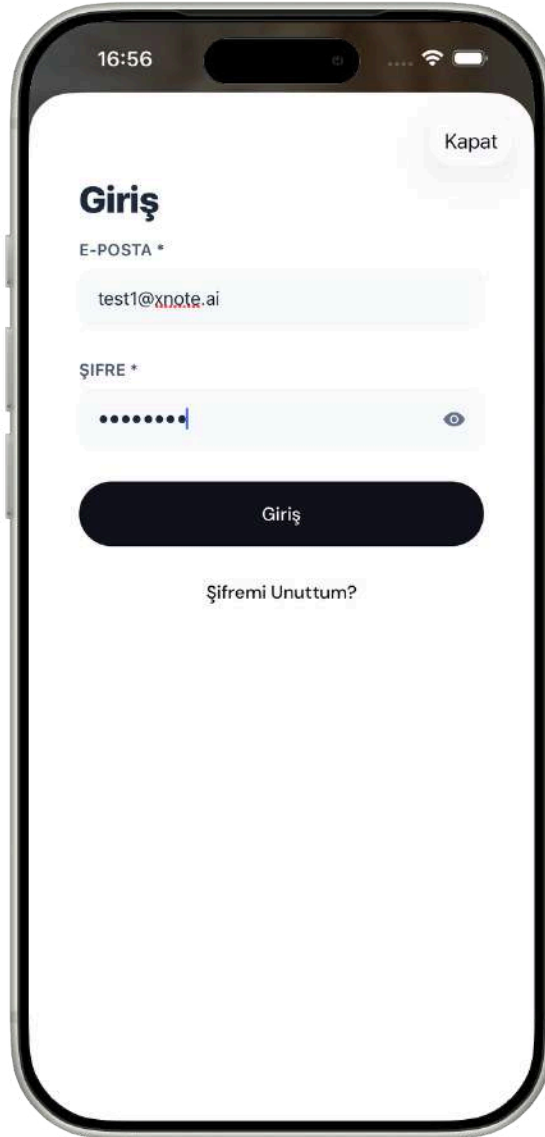 16:56
Kapat
Giriş
E-POSTA *
test1@xnote.ai
ŞIFRE *
••••••••
Giriş
Şifremi Unuttum?